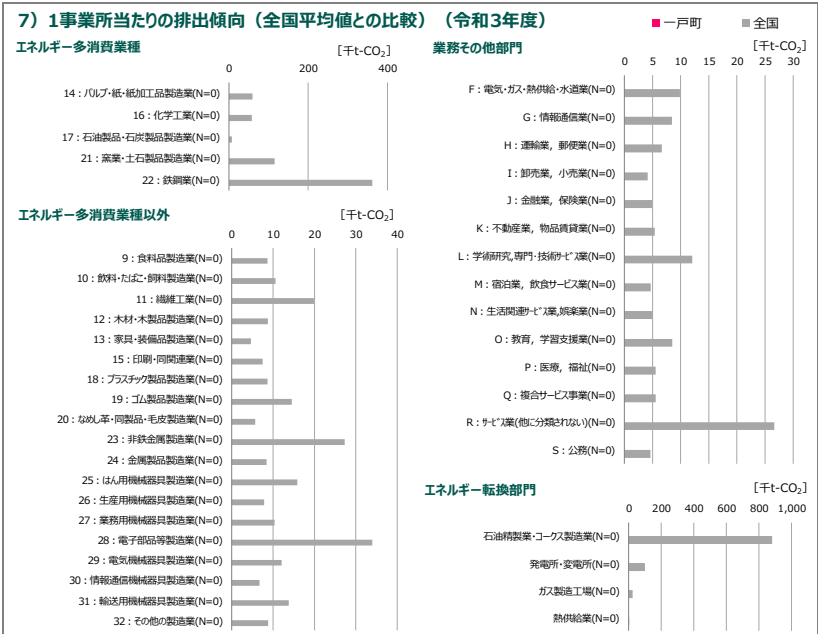 7）1事業所当たりの排出傾向（全国平均値との比較）（令和3年度）
■一戸町 ■全国
エネルギー多消費業種
[千t-CO₂]
0 200 400
14：パルプ・紙・紙加工品製造業(N=0)
16：化学工業(N=0)
17：石油製品・石炭製品製造業(N=0)
21：窯業・土石製品製造業(N=0)
22：鉄鋼業(N=0)
エネルギー多消費業種以外
[千t-CO₂]
0 10 20 30 40
9：食料品製造業(N=0)
10：飲料・たばこ・飼料製造業(N=0)
11：繊維工業(N=0)
12：木材・木製品製造業(N=0)
13：家具・装備品製造業(N=0)
15：印刷・同関連業(N=0)
18：プラスチック製品製造業(N=0)
19：ゴム製品製造業(N=0)
20：なめし革・同製品・毛皮製造業(N=0)
23：非鉄金属製造業(N=0)
24：金属製品製造業(N=0)
25：はん用機械器具製造業(N=0)
26：生産用機械器具製造業(N=0)
27：業務用機械器具製造業(N=0)
28：電子部品等製造業(N=0)
29：電気機械器具製造業(N=0)
30：情報通信機械器具製造業(N=0)
31：輸送用機械器具製造業(N=0)
32：その他の製造業(N=0)
業務その他部門
[千t-CO₂]
0 5 10 15 20 25 30
F：電気・ガス・熱供給・水道業(N=0)
G：情報通信業(N=0)
H：運輸業，郵便業(N=0)
I：卸売業，小売業(N=0)
J：金融業，保険業(N=0)
K：不動産業，物品賃貸業(N=0)
L：学術研究,専門・技術ｻｰﾋﾞｽ業(N=0)
M：宿泊業，飲食サービス業(N=0)
N：生活関連ｻｰﾋﾞｽ業,娯楽業(N=0)
O：教育，学習支援業(N=0)
P：医療，福祉(N=0)
Q：複合サービス事業(N=0)
R：ｻｰﾋﾞｽ業(他に分類されない)(N=0)
S：公務(N=0)
エネルギー転換部門
[千t-CO₂]
0 200 400 600 800 1,000
石油精製業・コークス製造業(N=0)
発電所・変電所(N=0)
ガス製造工場(N=0)
熱供給業(N=0)